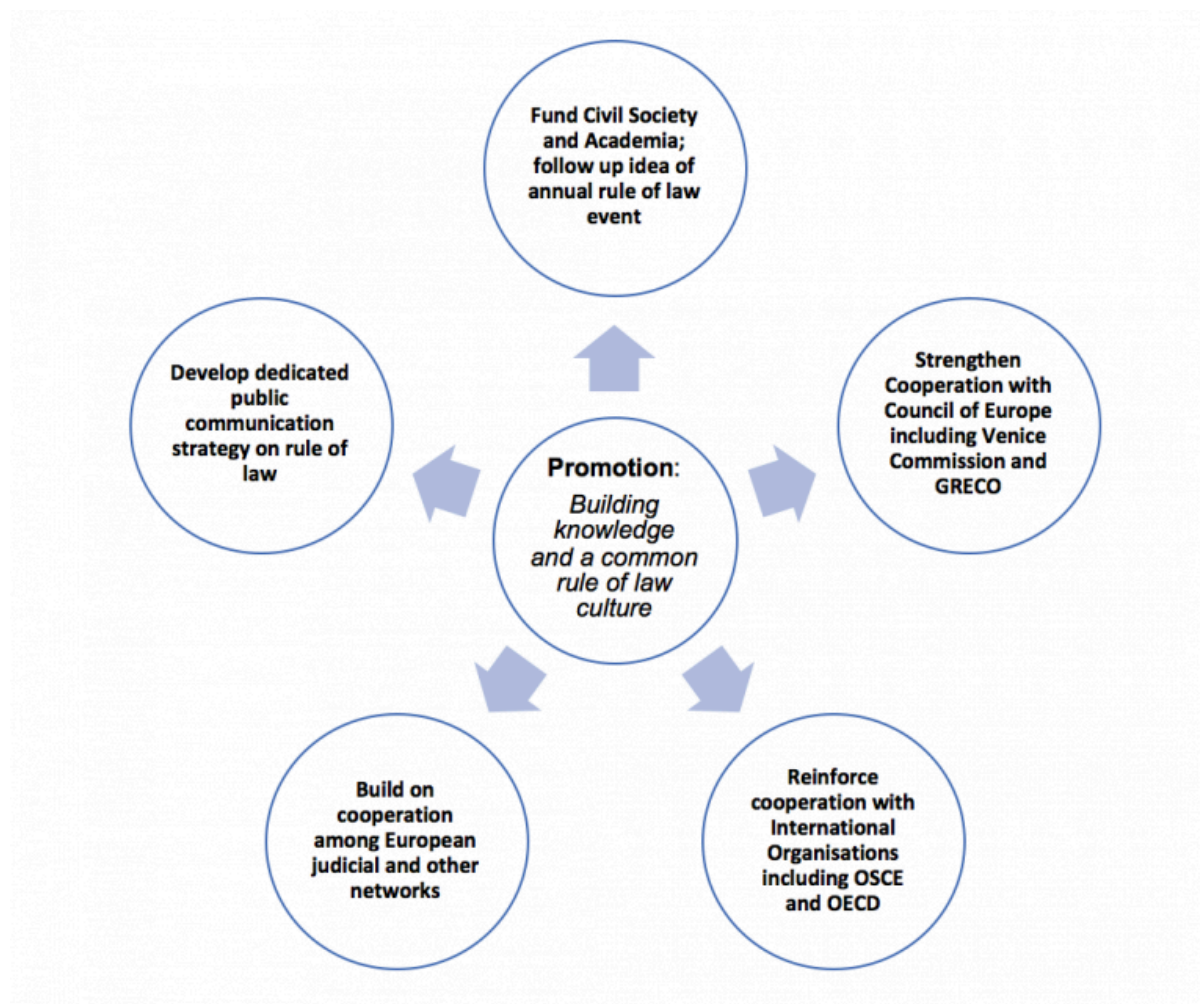 Fund Civil Society
and Academia;
follow up idea of
annual rule of law
event
Develop dedicated
public
communication
strategy on rule of
law
Strengthen
Cooperation with
Council of Europe
including Venice
Commission and
GRECO
Promotion:
Building
knowledge
and a common
rule of law
culture
Build on
cooperation
among European
judicial and other
networks
Reinforce
cooperation with
International
Organisations
including OSCE
and OECD